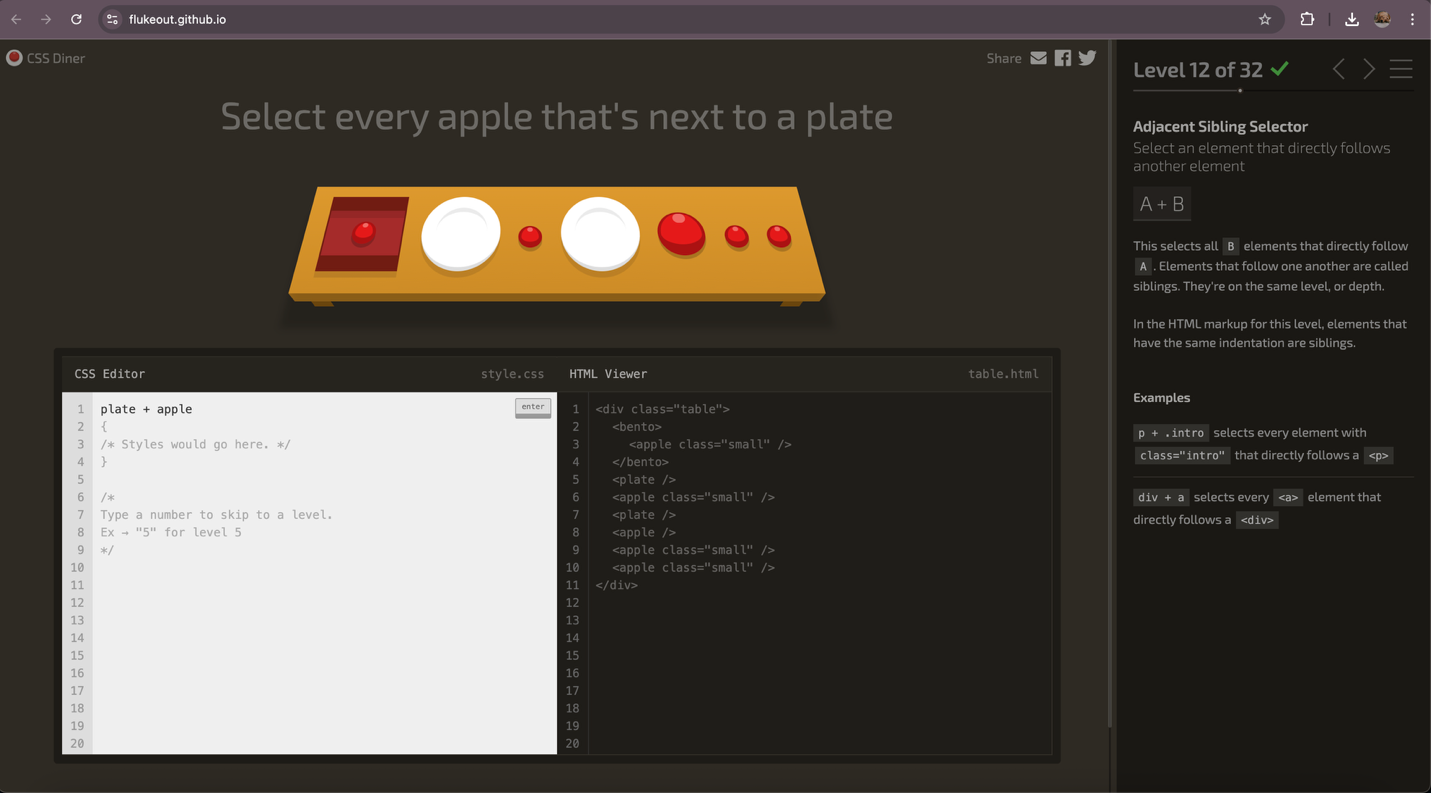 flukeout.github.io
CSS Diner
Share
Select every apple that's next to a plate
CSS Editor
style.css
1 plate + apple
2 {
3 /* Styles would go here. */
4 }
5
6 /*
7 Type a number to skip to a level.
8 Ex → "5" for level 5
9 */
10
11
12
13
14
15
16
17
18
19
20
enter
HTML Viewer
table.html
1 <div class="table">
2 <bento>
3 <apple class="small" />
4 </bento>
5 <plate />
6 <apple class="small" />
7 <plate />
8 <apple />
9 <apple class="small" />
10 <apple class="small" />
11 </div>
12
13
14
15
16
17
18
19
20
Level 12 of 32
Adjacent Sibling Selector
Select an element that directly follows
another element
A + B
This selects all B elements that directly follow
A . Elements that follow one another are called
siblings. They're on the same level, or depth.
In the HTML markup for this level, elements that
have the same indentation are siblings.
Examples
p + .intro selects every element with
class="intro" that directly follows a <p>
div + a selects every <a> element that
directly follows a <div>